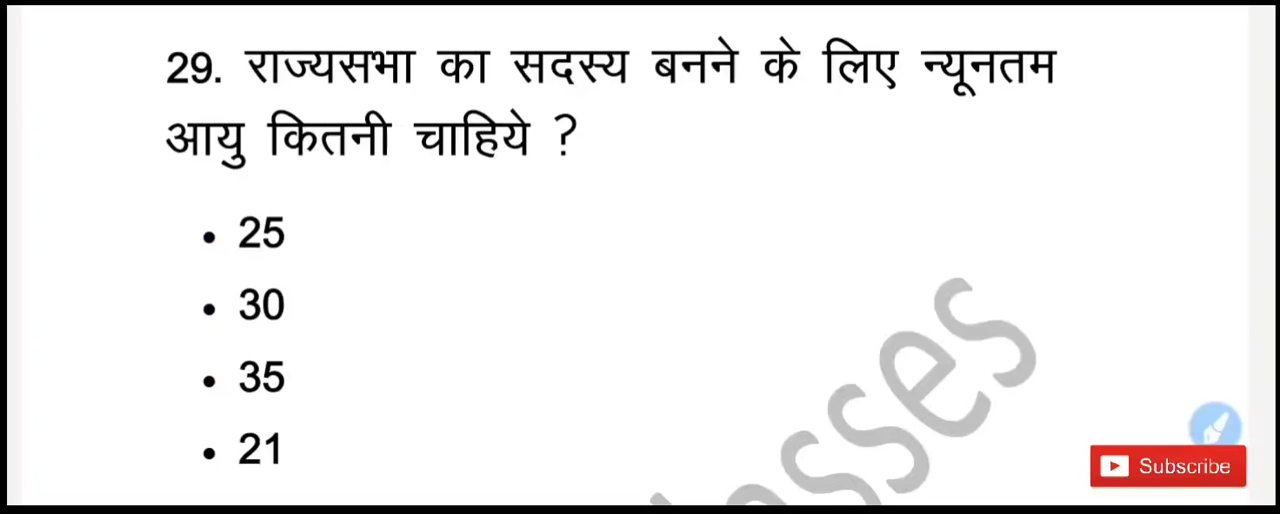 29. राज्यसभा का सदस्य बनने के लिए न्यूनतम
आयु कितनी चाहिये ?
• 25
• 30
• 35
• 21
Subscribe